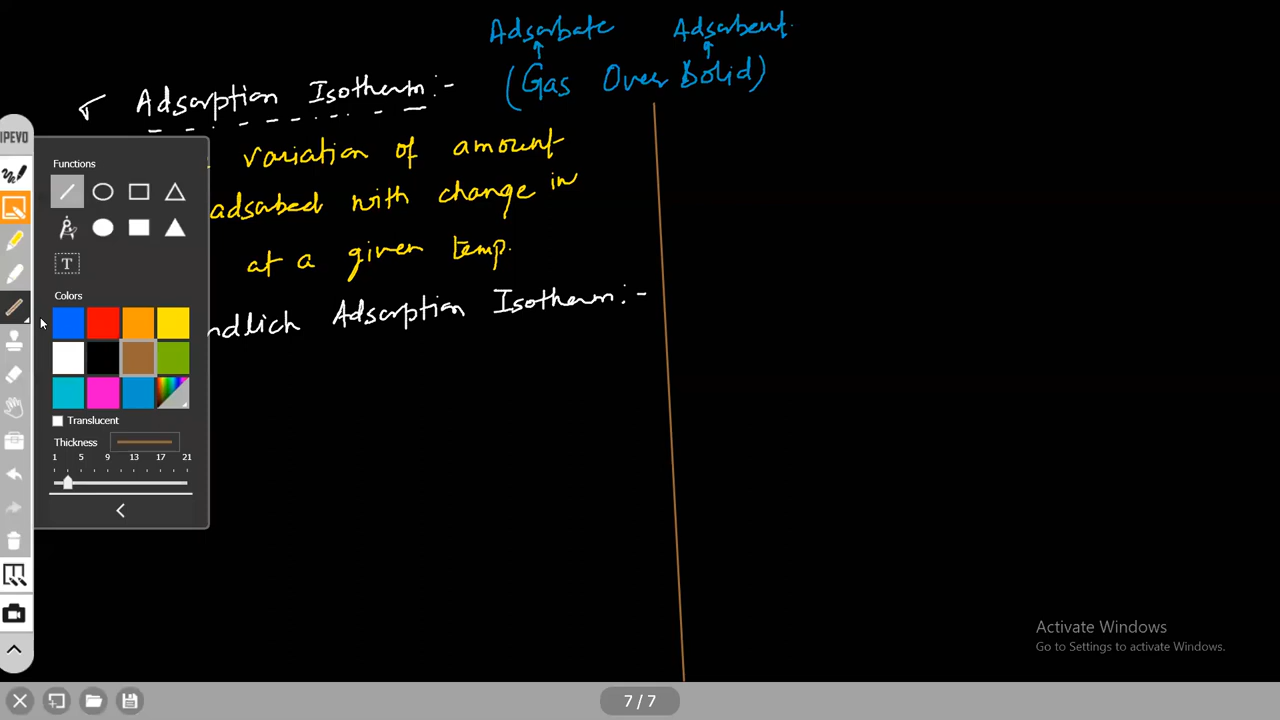 Adsorbate Adsorbent.
(Gas Over Solid)
Adsorption Isotherm:-
variation of amount
adsabed with change in
at a given temp.
ndlich Adsorption Isotherm:-
IPEVO
Functions
T
Colors
Translucent
Thickness
1 5 9 13 17 21
Activate Windows
Go to Settings to activate Windows.
7 / 7